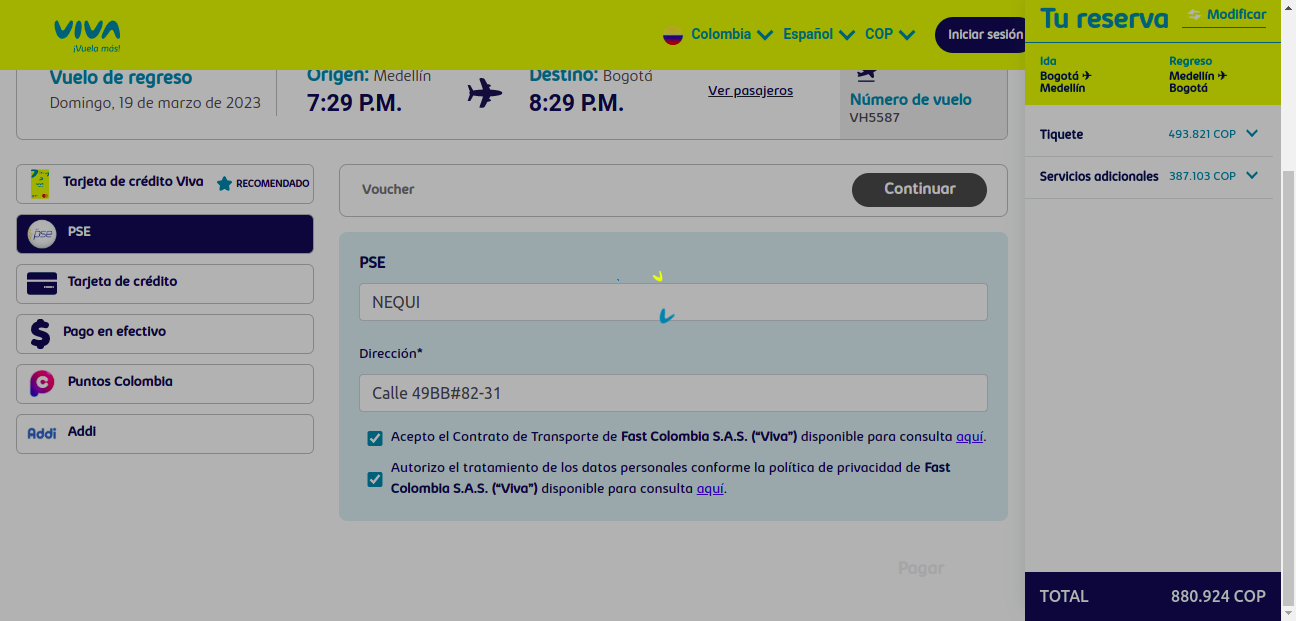 VIVA
¡Vuela más!
Colombia
Español
COP
Iniciar sesión
Tu reserva
Modificar
Ida
Bogotá ✈
Medellín
Regreso
Medellín ✈
Bogotá
Tiquete
493.821 COP
Servicios adicionales
387.103 COP
TOTAL
880.924 COP
Vuelo de regreso
Domingo, 19 de marzo de 2023
Origen: Medellín
7:29 P.M.
Destino: Bogotá
8:29 P.M.
Ver pasajeros
Número de vuelo
VH5587
Tarjeta de crédito Viva
RECOMENDADO
pse
PSE
Tarjeta de crédito
Pago en efectivo
Puntos Colombia
Addi
Addi
Voucher
Continuar
PSE
NEQUI
Dirección*
Calle 49BB#82-31
Acepto el Contrato de Transporte de Fast Colombia S.A.S. (“Viva”) disponible para consulta aquí.
Autorizo el tratamiento de los datos personales conforme la política de privacidad de Fast
Colombia S.A.S. (“Viva”) disponible para consulta aquí.
Pagar